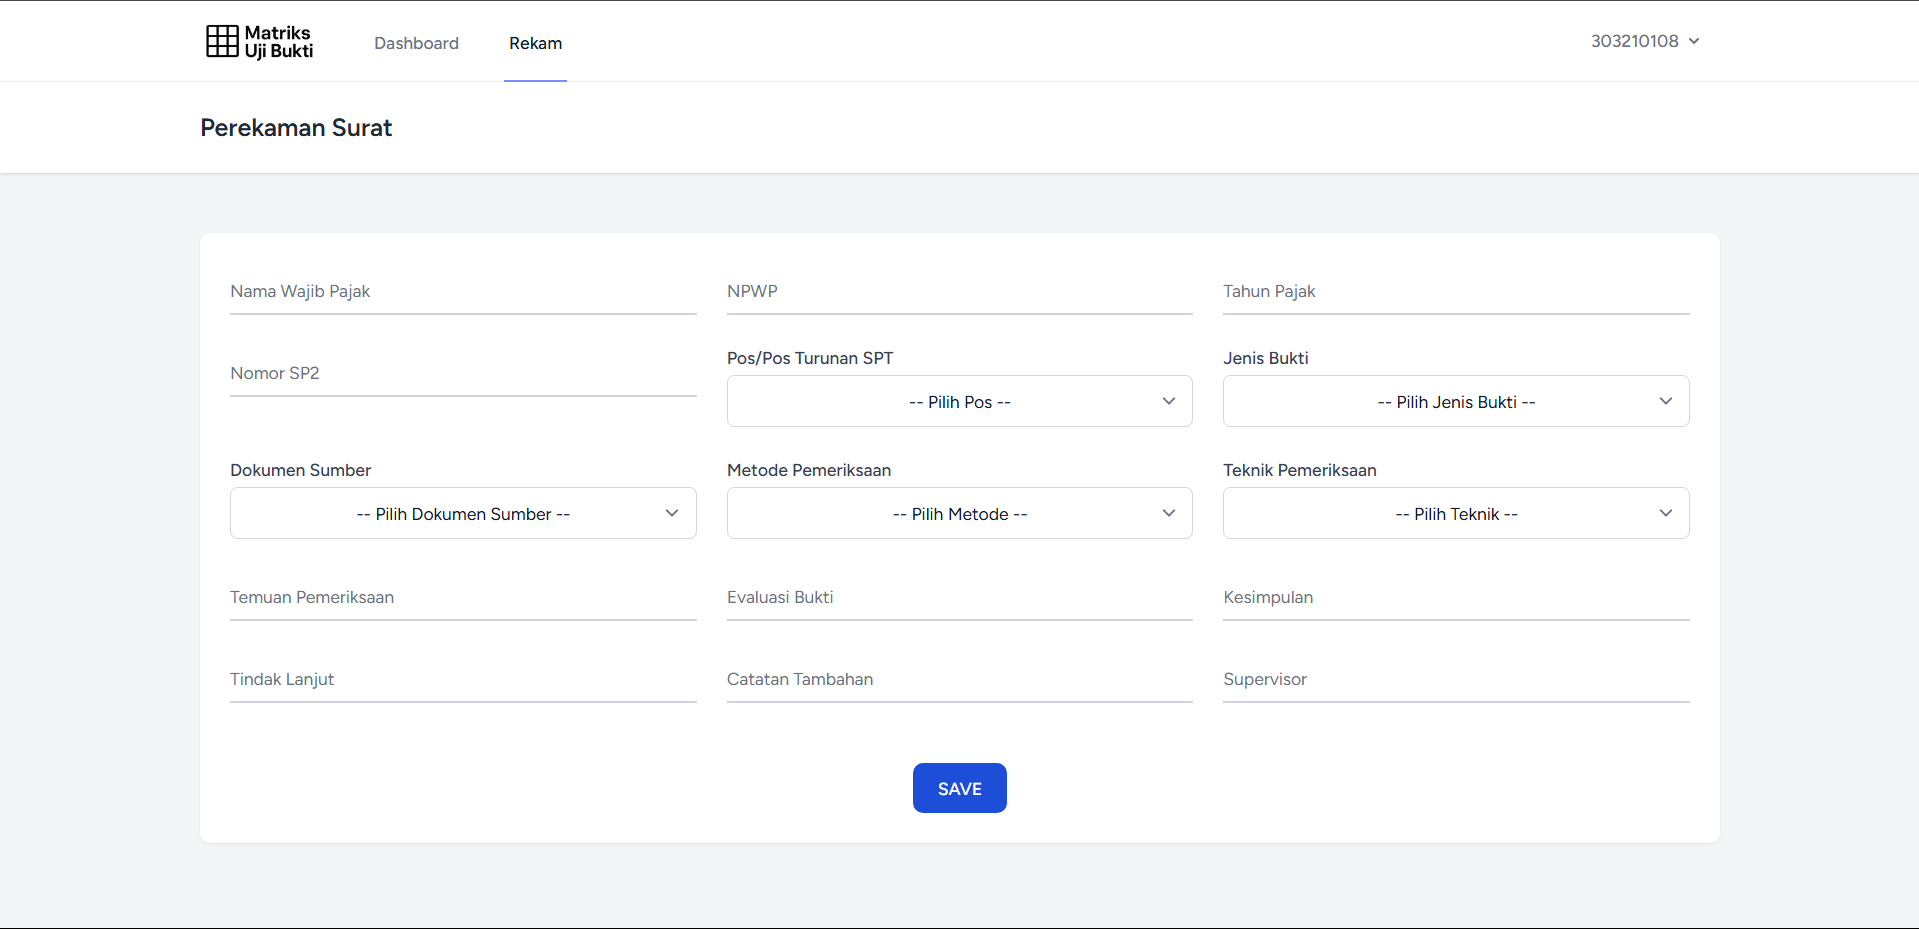 Matriks
Uji Bukti
Dashboard
Rekam
303210108
Perekaman Surat
Nama Wajib Pajak
NPWP
Tahun Pajak
Nomor SP2
Pos/Pos Turunan SPT
-- Pilih Pos --
Jenis Bukti
-- Pilih Jenis Bukti --
Dokumen Sumber
-- Pilih Dokumen Sumber --
Metode Pemeriksaan
-- Pilih Metode --
Teknik Pemeriksaan
-- Pilih Teknik --
Temuan Pemeriksaan
Evaluasi Bukti
Kesimpulan
Tindak Lanjut
Catatan Tambahan
Supervisor
SAVE